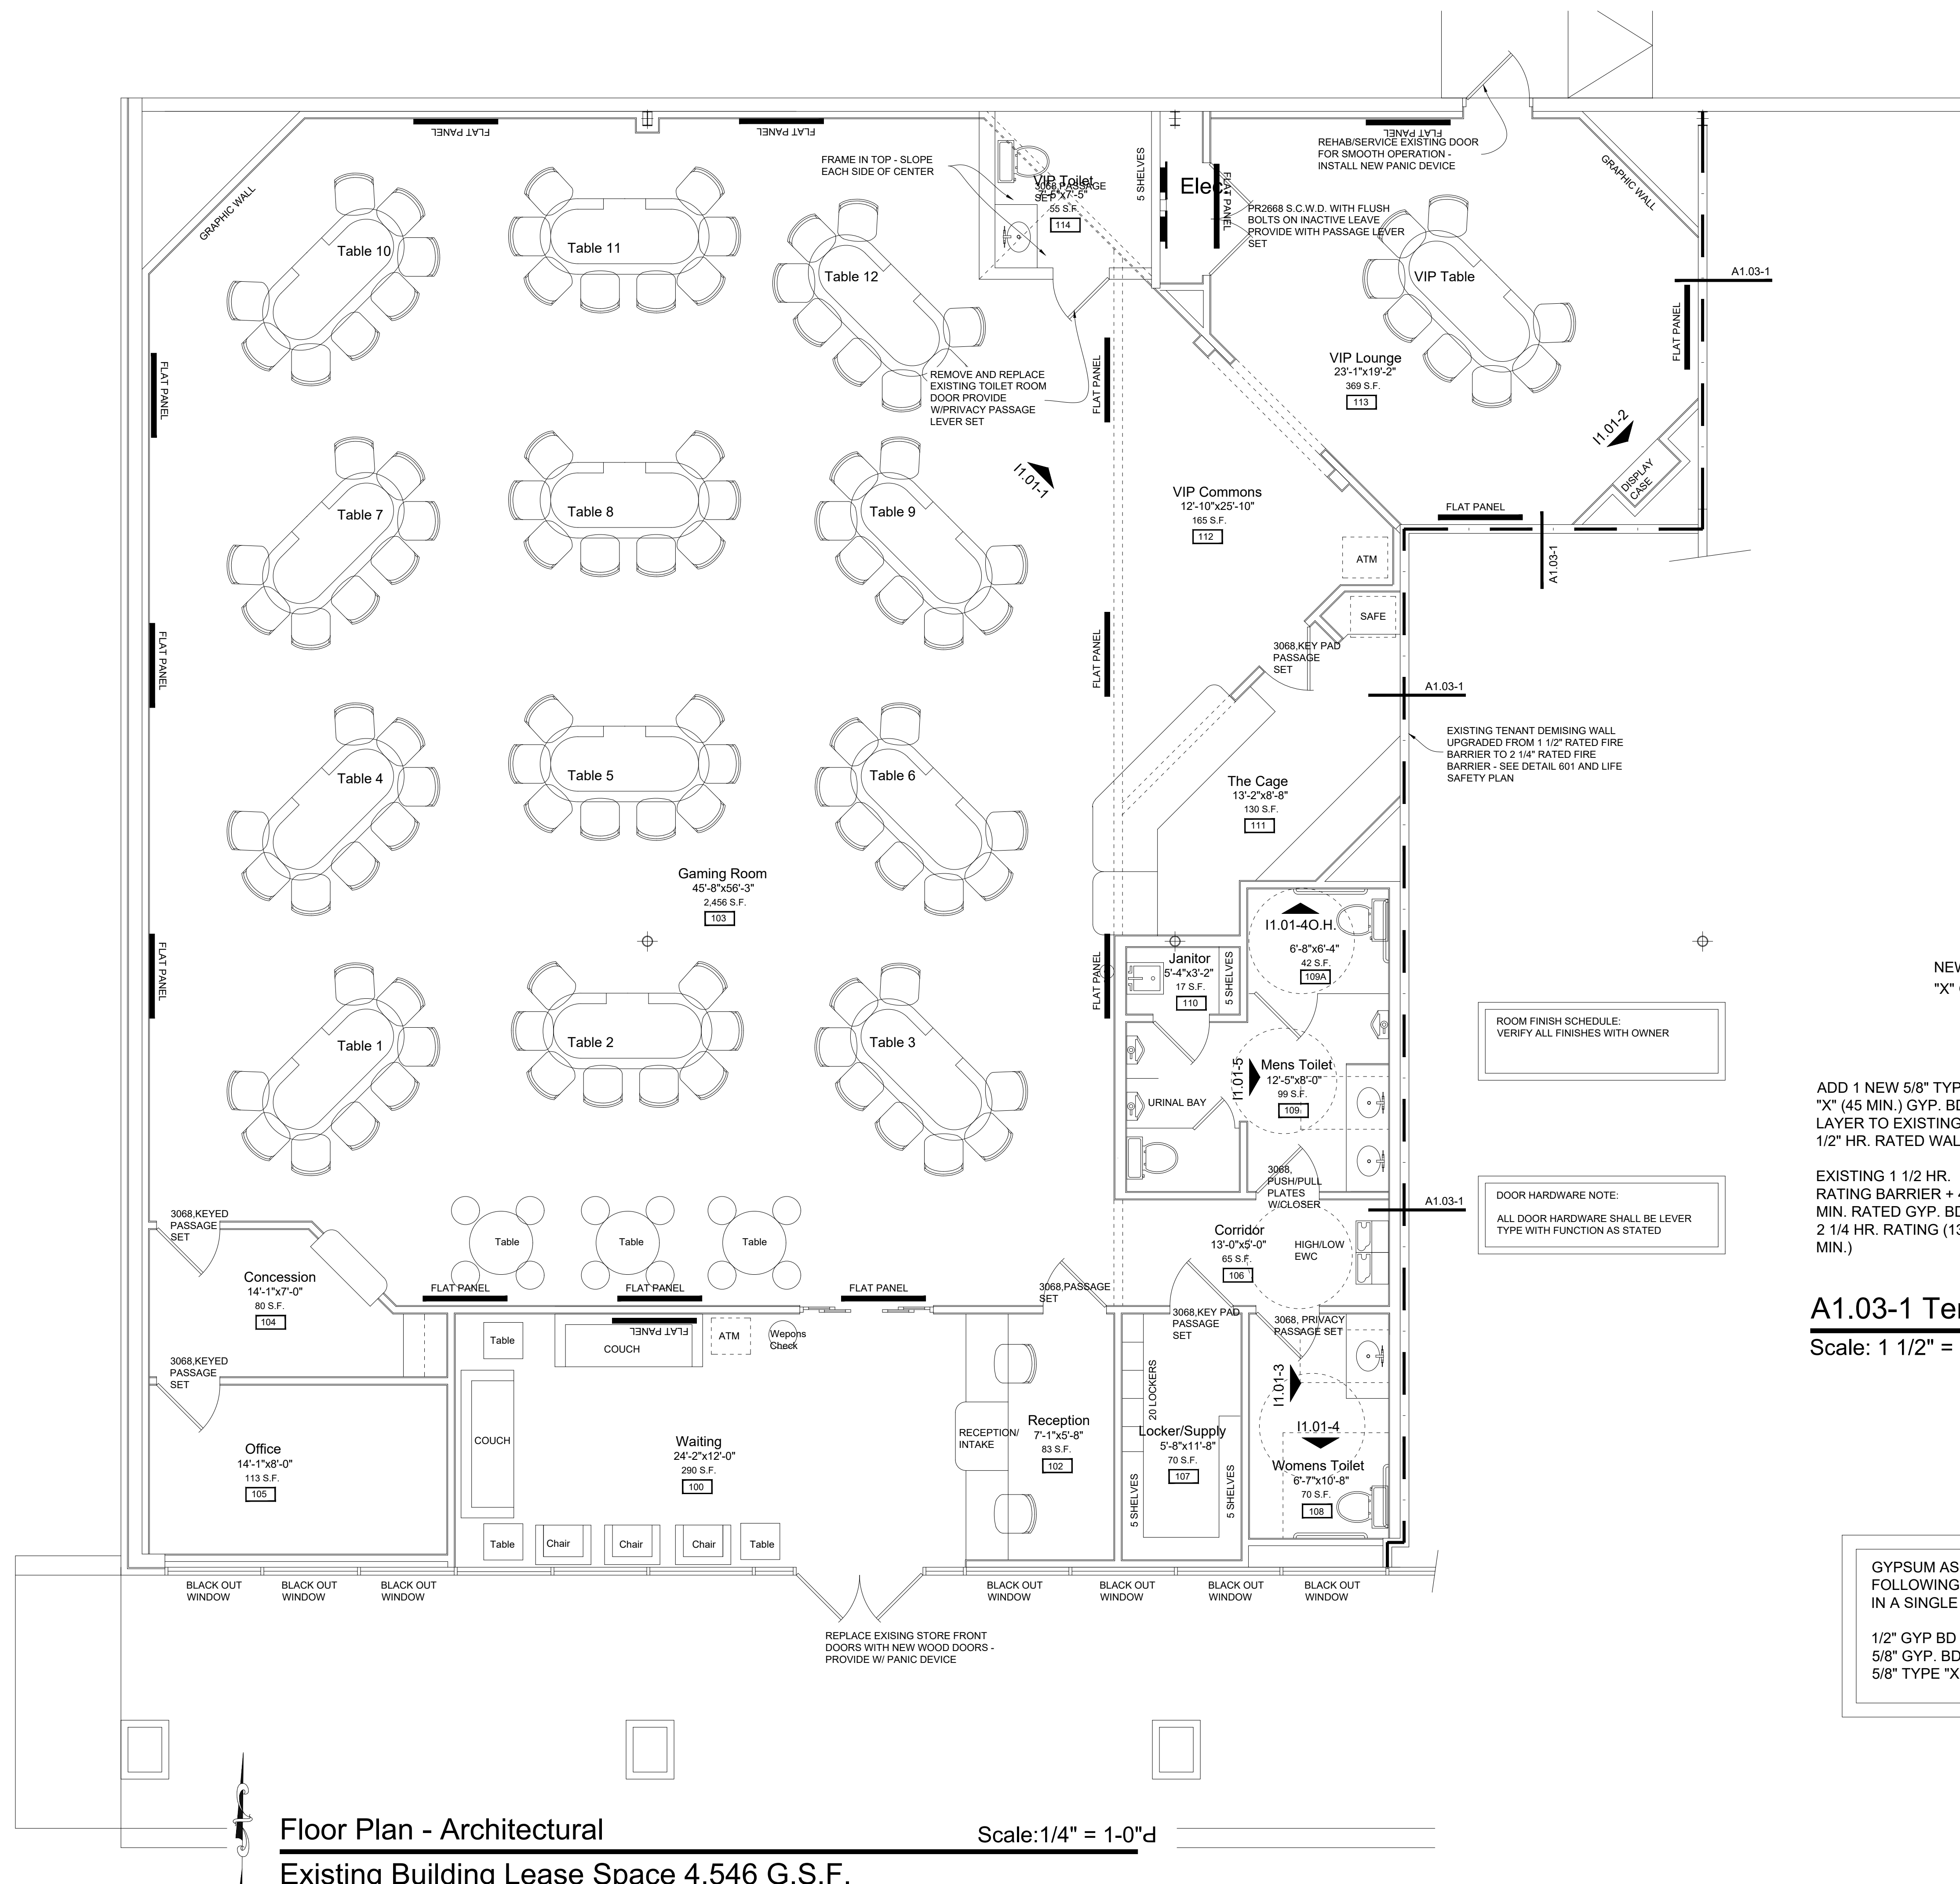 FLAT PANEL
FLAT PANEL
FLAT PANEL
REHAB/SERVICE EXISTING DOOR
FOR SMOOTH OPERATION -
INSTALL NEW PANIC DEVICE
GRAPHIC WALL
GRAPHIC WALL
FRAME IN TOP - SLOPE
EACH SIDE OF CENTER
VIP Toilet
3068,PASSAGE
SET
7'-5"x7'-5"
55 S.F.
114
5 SHELVES
Elec.
FLAT PANEL
PR2668 S.C.W.D. WITH FLUSH
BOLTS ON INACTIVE LEAVE
PROVIDE WITH PASSAGE LEVER
SET
Table 10
Table 11
Table 12
VIP Table
A1.03-1
FLAT PANEL
VIP Lounge
23'-1"x19'-2"
369 S.F.
113
FLAT PANEL
FLAT PANEL
REMOVE AND REPLACE
EXISTING TOILET ROOM
DOOR PROVIDE
W/PRIVACY PASSAGE
LEVER SET
I1.01-2
DISPLAY
CASE
I1.01-1
VIP Commons
12'-10"x25'-10"
165 S.F.
112
FLAT PANEL
A1.03-1
Table 7
Table 8
Table 9
ATM
SAFE
FLAT PANEL
FLAT PANEL
3068,KEY PAD
PASSAGE
SET
A1.03-1
EXISTING TENANT DEMISING WALL
UPGRADED FROM 1 1/2" RATED FIRE
BARRIER TO 2 1/4" RATED FIRE
BARRIER - SEE DETAIL 601 AND LIFE
SAFETY PLAN
Table 4
Table 5
Table 6
The Cage
13'-2"x8'-8"
130 S.F.
111
Gaming Room
45'-8"x56'-3"
2,456 S.F.
103
I1.01-4O.H.
6'-8"x6'-4"
42 S.F.
109A
FLAT PANEL
FLAT PANEL
Janitor
5'-4"x3'-2"
17 S.F.
110
5 SHELVES
Table 1
Table 2
Table 3
I1.01-5
Mens Toilet
12'-5"x8'-0"
99 S.F.
109
URINAL BAY
3068,
PUSH/PULL
PLATES
W/CLOSER
A1.03-1
ROOM FINISH SCHEDULE:
VERIFY ALL FINISHES WITH OWNER
DOOR HARDWARE NOTE:
ALL DOOR HARDWARE SHALL BE LEVER
TYPE WITH FUNCTION AS STATED
NEW
"X"
ADD 1 NEW 5/8" TYP
"X" (45 MIN.) GYP. BD
LAYER TO EXISTING
1/2" HR. RATED WAL
EXISTING 1 1/2 HR.
RATING BARRIER + 4
MIN. RATED GYP. BD
2 1/4 HR. RATING (13
MIN.)
A1.03-1 Ter
Scale: 1 1/2" =
3068,KEYED
PASSAGE
SET
Table
Table
Table
Corridor
13'-0"x5'-0"
65 S.F.
106
HIGH/LOW
EWC
Concession
14'-1"x7'-0"
80 S.F.
104
FLAT PANEL
FLAT PANEL
FLAT PANEL
3068,PASSAGE
SET
3068,KEY PAD
PASSAGE
SET
3068, PRIVACY
PASSAGE SET
3068,KEYED
PASSAGE
SET
Table
FLAT PANEL
COUCH
ATM
Wepons
Check
COUCH
20 LOCKERS
I1.01-3
I1.01-4
Office
14'-1"x8'-0"
113 S.F.
105
Waiting
24'-2"x12'-0"
290 S.F.
100
RECEPTION/
INTAKE
Reception
7'-1"x5'-8"
83 S.F.
102
Locker/Supply
5'-8"x11'-8"
70 S.F.
107
5 SHELVES
5 SHELVES
Womens Toilet
6'-7"x10'-8"
70 S.F.
108
Table
Chair
Chair
Chair
Table
BLACK OUT
WINDOW
BLACK OUT
WINDOW
BLACK OUT
WINDOW
BLACK OUT
WINDOW
BLACK OUT
WINDOW
BLACK OUT
WINDOW
BLACK OUT
WINDOW
REPLACE EXISING STORE FRONT
DOORS WITH NEW WOOD DOORS -
PROVIDE W/ PANIC DEVICE
GYPSUM AS
FOLLOWING
IN A SINGLE
1/2" GYP BD
5/8" GYP. BD
5/8" TYPE "X
Floor Plan - Architectural
Scale:1/4" = 1-0"
Existing Building Lease Space 4,546 G.S.F.